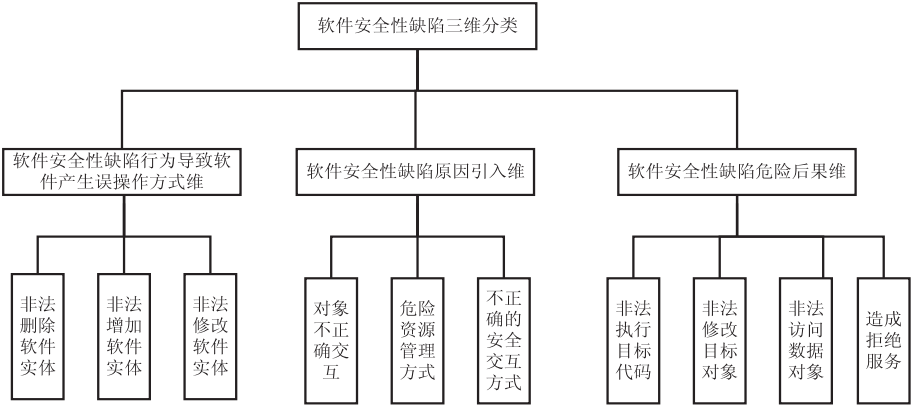 软件安全性缺陷三维分类
软件安全性缺陷行为导致软
件产生误操作方式维
软件安全性缺陷原因引入维
软件安全性缺陷危险后果维
非法
删除
软件
实体
非法
增加
软件
实体
非法
修改
软件
实体
对象
不正
确交
互
危险
资源
管理
方式
不正
确的
安全
交互
方式
非法
执行
目标
代码
非法
修改
目标
对象
非法
访问
数据
对象
造成
拒绝
服务